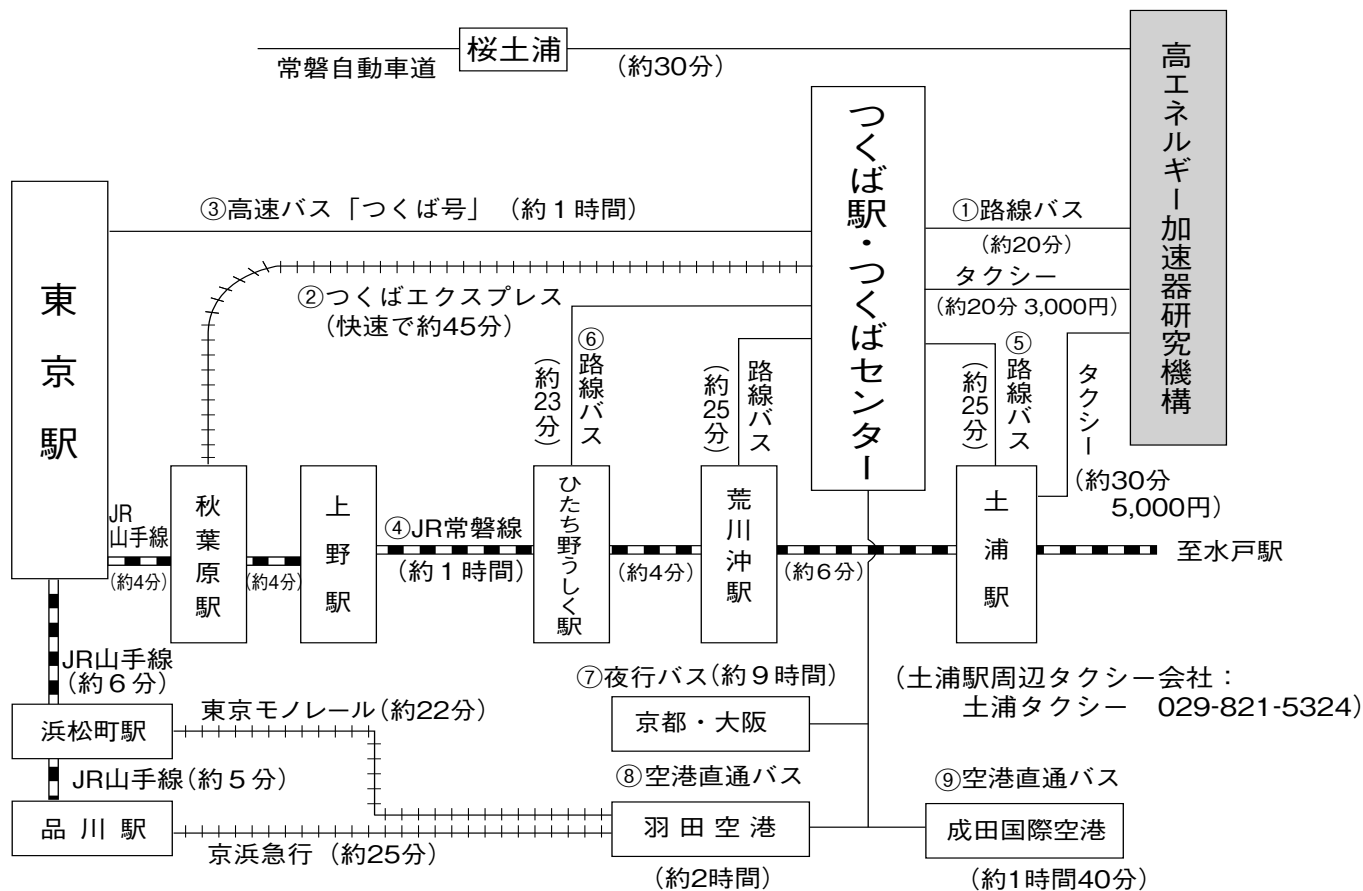 常磐自動車道
桜土浦
（約30分）
高エネルギー加速器研究機構
つくば駅・つくばセンター
東京駅
③高速バス「つくば号」（約１時間）
①路線バス
（約20分）
タクシー
（約20分 3,000円）
②つくばエクスプレス
（快速で約45分）
⑥路線バス
（約23分）
路線バス
（約25分）
⑤路線バス
（約25分）
タクシー
（約30分
5,000円）
JR
山手線
（約4分）
秋葉原駅
（約4分）
上野駅
④JR常磐線
（約１時間）
ひたち野うしく駅
（約4分）
荒川沖駅
（約６分）
土浦駅
至水戸駅
JR山手線
（約６分）
浜松町駅
東京モノレール（約22分）
JR山手線（約５分）
品川駅
京浜急行（約25分）
⑦夜行バス（約９時間）
京都・大阪
⑧空港直通バス
羽田空港
（約2時間）
⑨空港直通バス
成田国際空港
（約１時間40分）
（土浦駅周辺タクシー会社：
土浦タクシー　029-821-5324）